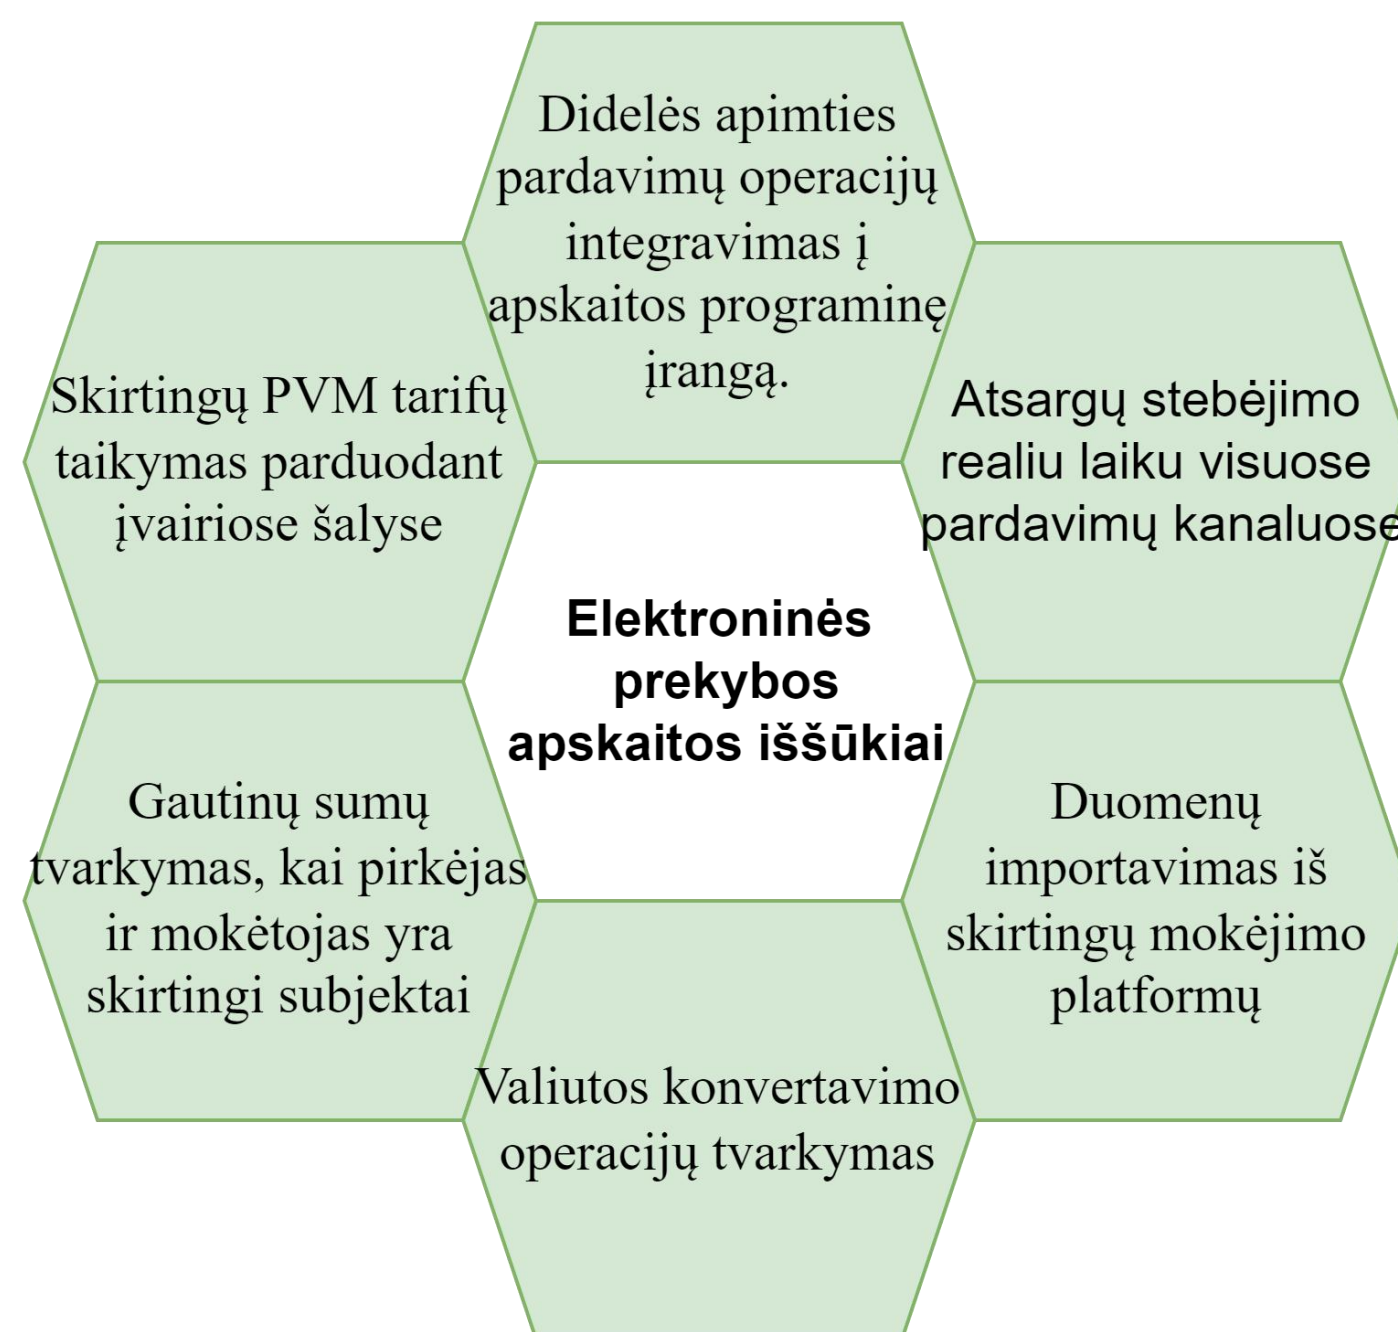 Didelės apimties
pardavimų operacijų
integravimas į
apskaitos programinę
įrangą.
Skirtingų PVM tarifų
taikymas parduodant
įvairiose šalyse
Atsargų stebėjimo
realiu laiku visuose
pardavimų kanaluose
Elektroninės
prekybos
apskaitos iššūkiai
Gautinų sumų
tvarkymas, kai pirkėjas
ir mokėtojas yra
skirtingi subjektai
Duomenų
importavimas iš
skirtingų mokėjimo
platformų
Valiutos konvertavimo
operacijų tvarkymas